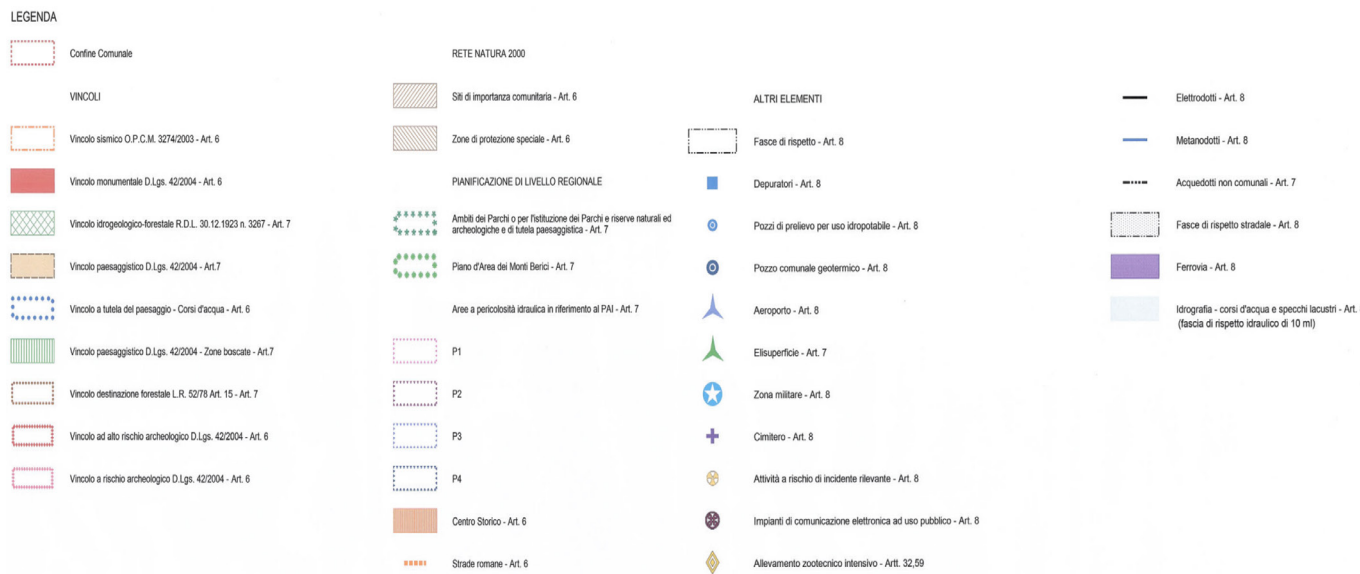 LEGENDA
Confine Comunale
VINCOLI
Vincolo sismico O.P.C.M. 3274/2003 - Art. 6
Vincolo monumentale D.Lgs. 42/2004 - Art. 6
Vincolo idrogeologico-forestale R.D.L. 30.12.1923 n. 3267 - Art. 7
Vincolo paesaggistico D.Lgs. 42/2004 - Art.7
Vincolo a tutela del paesaggio - Corsi d'acqua - Art. 6
Vincolo paesaggistico D.Lgs. 42/2004 - Zone boscate - Art.7
Vincolo destinazione forestale L.R. 52/78 Art. 15 - Art. 7
Vincolo ad alto rischio archeologico D.Lgs. 42/2004 - Art. 6
Vincolo a rischio archeologico D.Lgs. 42/2004 - Art. 6
RETE NATURA 2000
Siti di importanza comunitaria - Art. 6
Zone di protezione speciale - Art. 6
PIANIFICAZIONE DI LIVELLO REGIONALE
Ambiti dei Parchi o per l'istituzione dei Parchi e riserve naturali ed
archeologiche e di tutela paesaggistica - Art. 7
Piano d'Area dei Monti Berici - Art. 7
Aree a pericolosità idraulica in riferimento al PAI - Art. 7
P1
P2
P3
P4
Centro Storico - Art. 6
Strade romane - Art. 6
ALTRI ELEMENTI
Fasce di rispetto - Art. 8
Depuratori - Art. 8
Pozzi di prelievo per uso idropotabile - Art. 8
Pozzo comunale geotermico - Art. 8
Aeroporto - Art. 8
Elisuperficie - Art. 7
Zona militare - Art. 8
Cimitero - Art. 8
Attività a rischio di incidente rilevante - Art. 8
Impianti di comunicazione elettronica ad uso pubblico - Art. 8
Allevamento zootecnico intensivo - Artt. 32,59
Elettrodotti - Art. 8
Metanodotti - Art. 8
Acquedotti non comunali - Art. 7
Fasce di rispetto stradale - Art. 8
Ferrovia - Art. 8
Idrografia - corsi d'acqua e specchi lacustri - Art.
(fascia di rispetto idraulico di 10 ml)